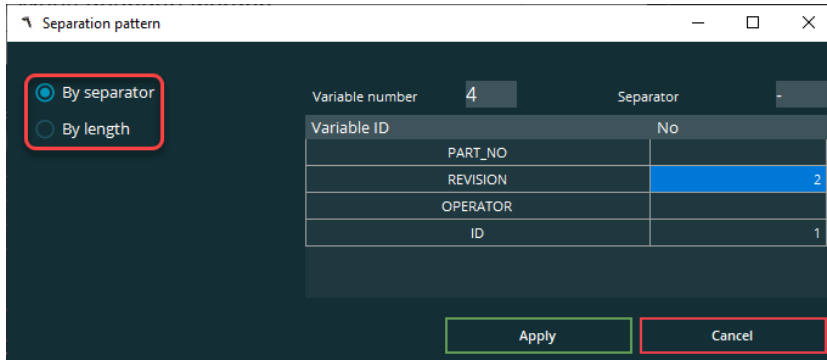 Separation pattern
By separator
By length
Variable number 4 Separator -
Variable ID No
PART_NO
REVISION 2
OPERATOR
ID 1
Apply Cancel